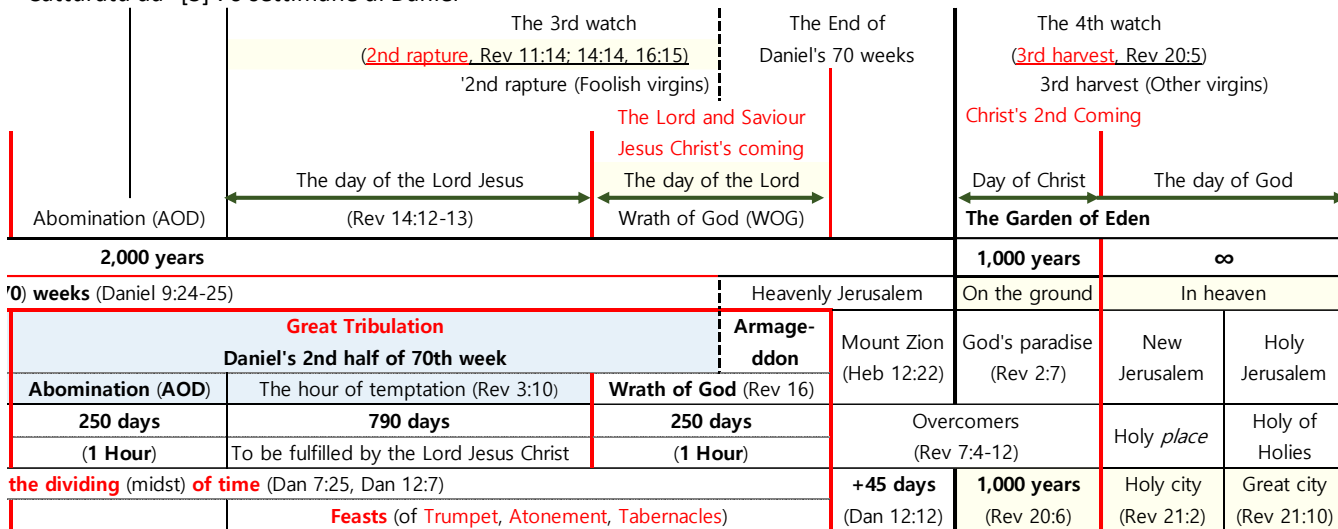 The 3rd watch The End of The 4th watch
(2nd rapture, Rev 11:14; 14:14, 16:15) Daniel's 70 weeks (3rd harvest, Rev 20:5)
'2nd rapture (Foolish virgins) 3rd harvest (Other virgins)
The Lord and Saviour Christ's 2nd Coming
Jesus Christ's coming
The day of the Lord Jesus The day of the Lord Day of Christ The day of God
Abomination (AOD) (Rev 14:12-13) Wrath of God (WOG) The Garden of Eden
2,000 years 1,000 years ∞
70) weeks (Daniel 9:24-25) Heavenly Jerusalem On the ground In heaven
Great Tribulation Armage-
Daniel's 2nd half of 70th week ddon
Mount Zion God's paradise New Holy
(Heb 12:22) (Rev 2:7) Jerusalem Jerusalem
Abomination (AOD) The hour of temptation (Rev 3:10) Wrath of God (Rev 16)
250 days 790 days 250 days Overcomers Holy place Holy of
(1 Hour) To be fulfilled by the Lord Jesus Christ (1 Hour) (Rev 7:4-12) Holies
the dividing (midst) of time (Dan 7:25, Dan 12:7) +45 days 1,000 years Holy city Great city
Feasts (of Trumpet, Atonement, Tabernacles) (Dan 12:12) (Rev 20:6) (Rev 21:2) (Rev 21:10)